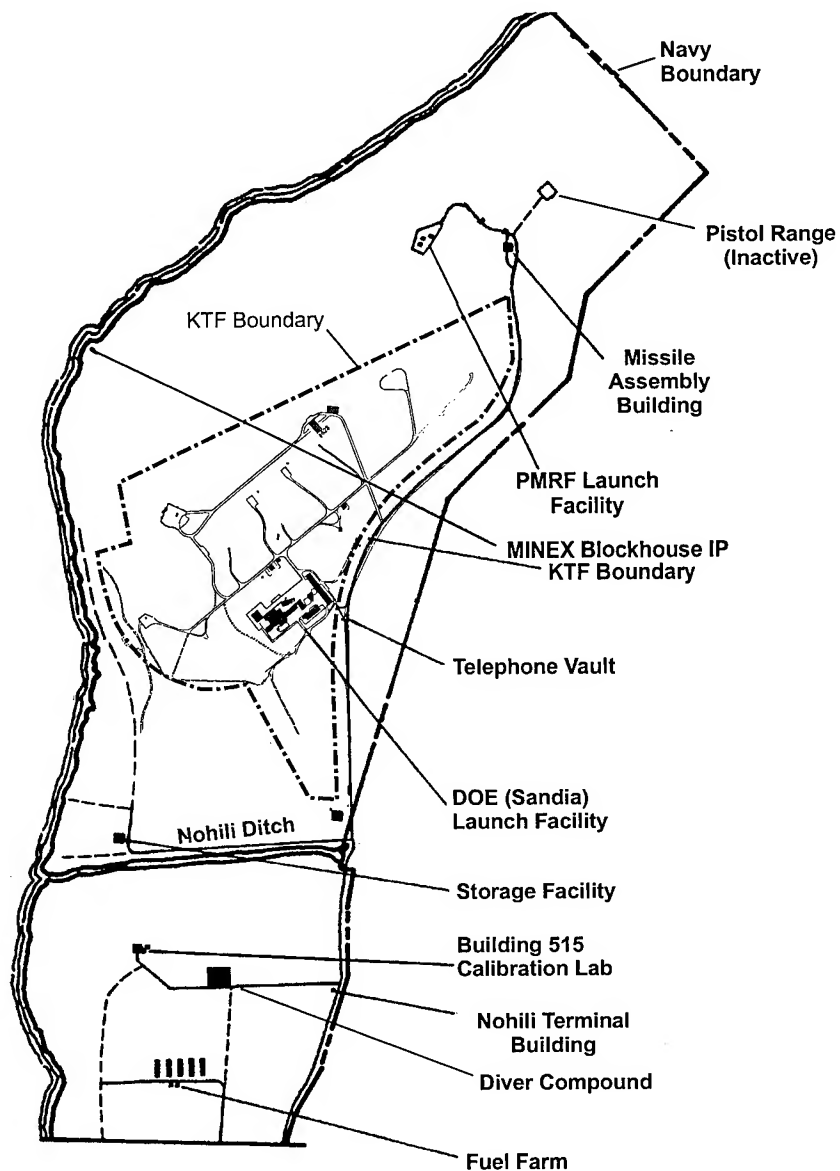 Navy
Boundary
Pistol Range
(Inactive)
KTF Boundary
Missile
Assembly
Building
PMRF Launch
Facility
MINEX Blockhouse IP
KTF Boundary
Telephone Vault
DOE (Sandia)
Launch Facility
Nohili Ditch
Storage Facility
Building 515
Calibration Lab
Nohili Terminal
Building
Diver Compound
Fuel Farm